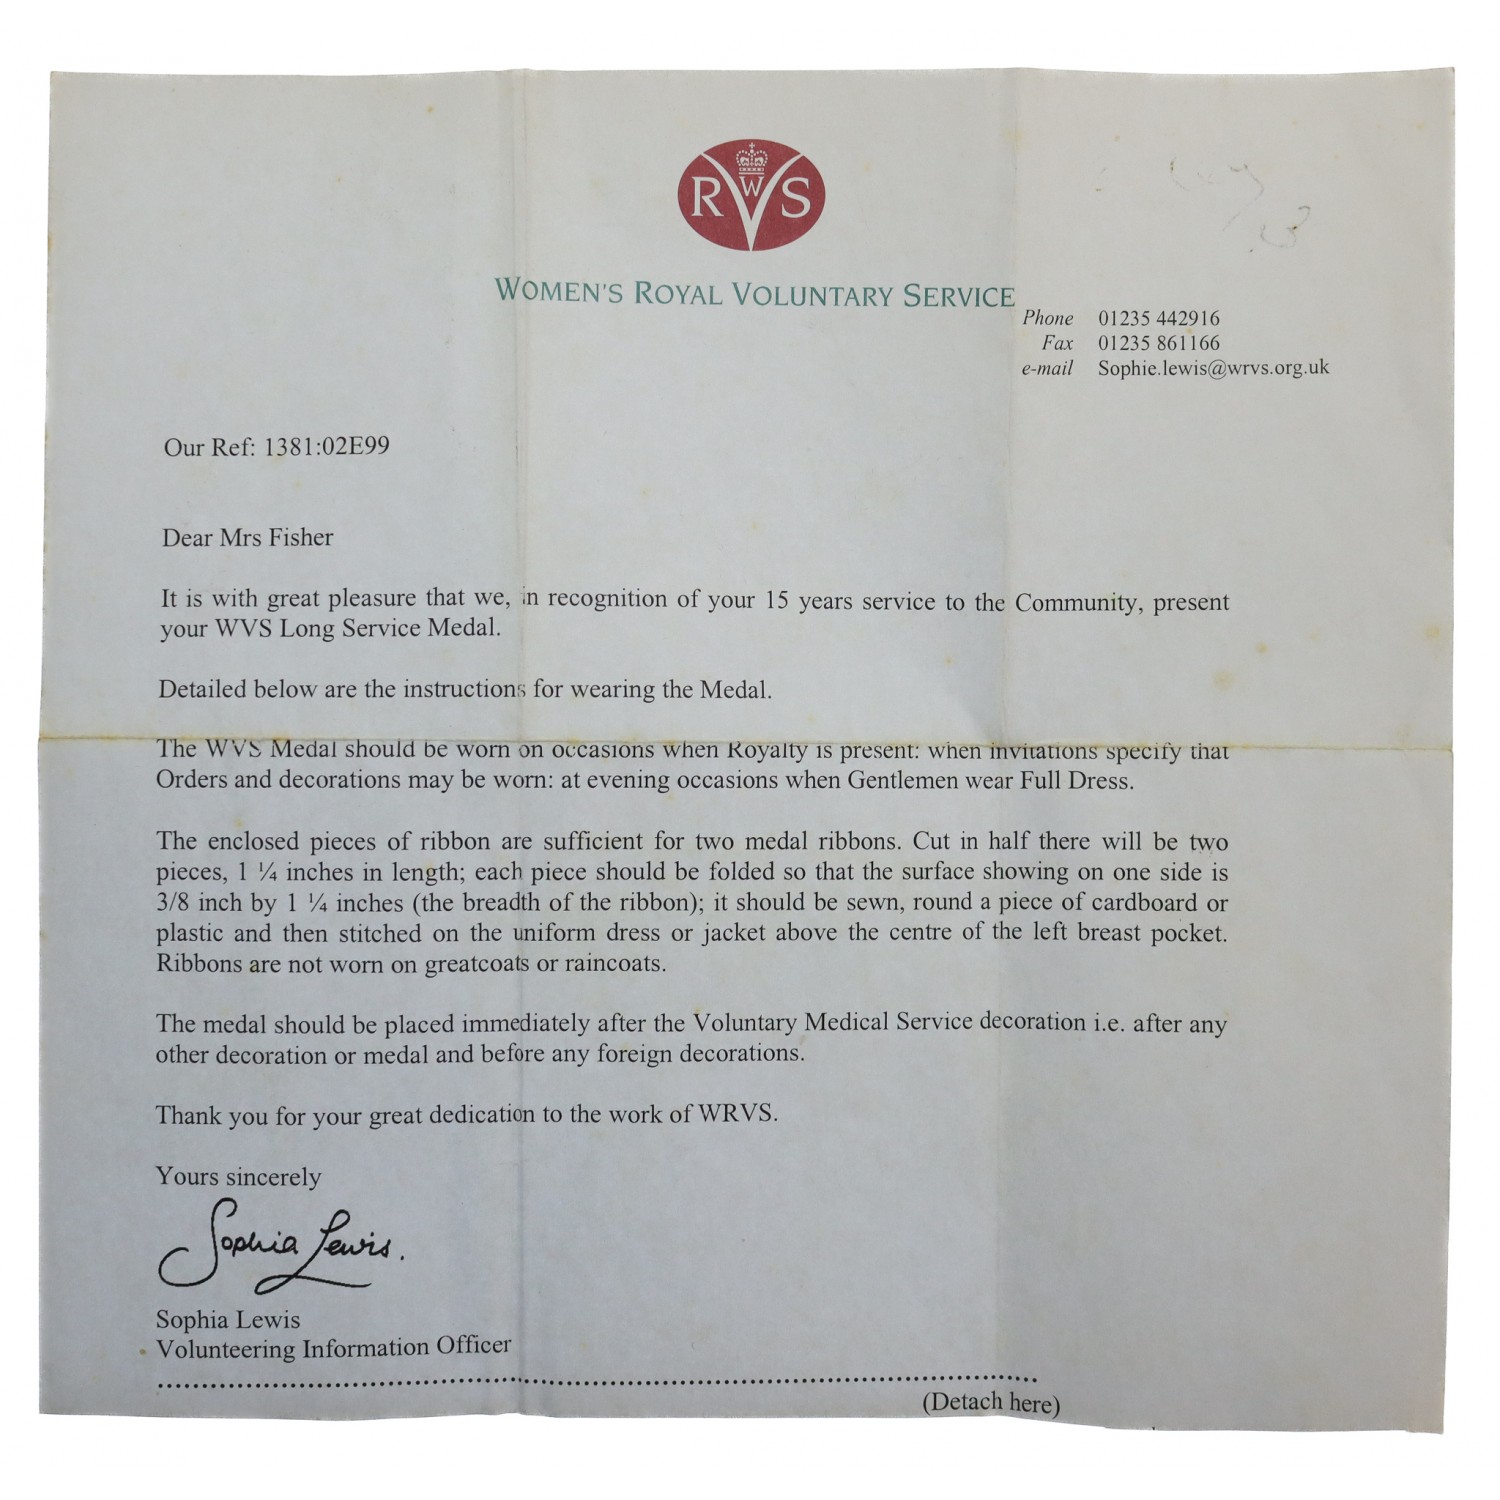 R W V S
WOMEN'S ROYAL VOLUNTARY SERVICE
Phone 01235 442916
Fax 01235 861166
e-mail Sophie.lewis@wrvs.org.uk
Our Ref: 1381:02E99
Dear Mrs Fisher
It is with great pleasure that we, in recognition of your 15 years service to the Community, present
your WVS Long Service Medal.
Detailed below are the instructions for wearing the Medal.
The WVS Medal should be worn on occasions when Royalty is present: when invitations specify that
Orders and decorations may be worn: at evening occasions when Gentlemen wear Full Dress.
The enclosed pieces of ribbon are sufficient for two medal ribbons. Cut in half there will be two
pieces, 1 ¼ inches in length; each piece should be folded so that the surface showing on one side is
3/8 inch by 1 ¼ inches (the breadth of the ribbon); it should be sewn, round a piece of cardboard or
plastic and then stitched on the uniform dress or jacket above the centre of the left breast pocket.
Ribbons are not worn on greatcoats or raincoats.
The medal should be placed immediately after the Voluntary Medical Service decoration i.e. after any
other decoration or medal and before any foreign decorations.
Thank you for your great dedication to the work of WRVS.
Yours sincerely
Sophia Lewis.
Sophia Lewis
Volunteering Information Officer
(Detach here)